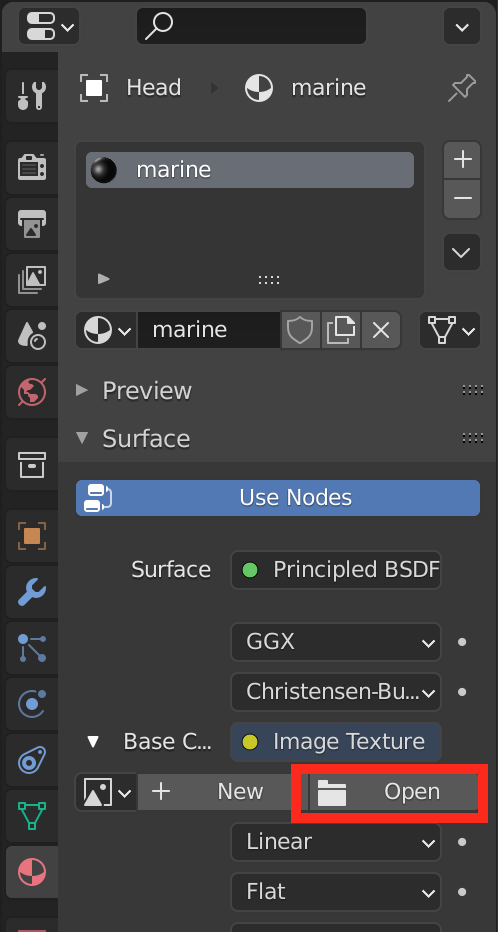 Head marine
marine
marine
Preview
Surface
Use Nodes
Surface Principled BSDF
GGX
Christensen-Bu...
Base C... Image Texture
New Open
Linear
Flat